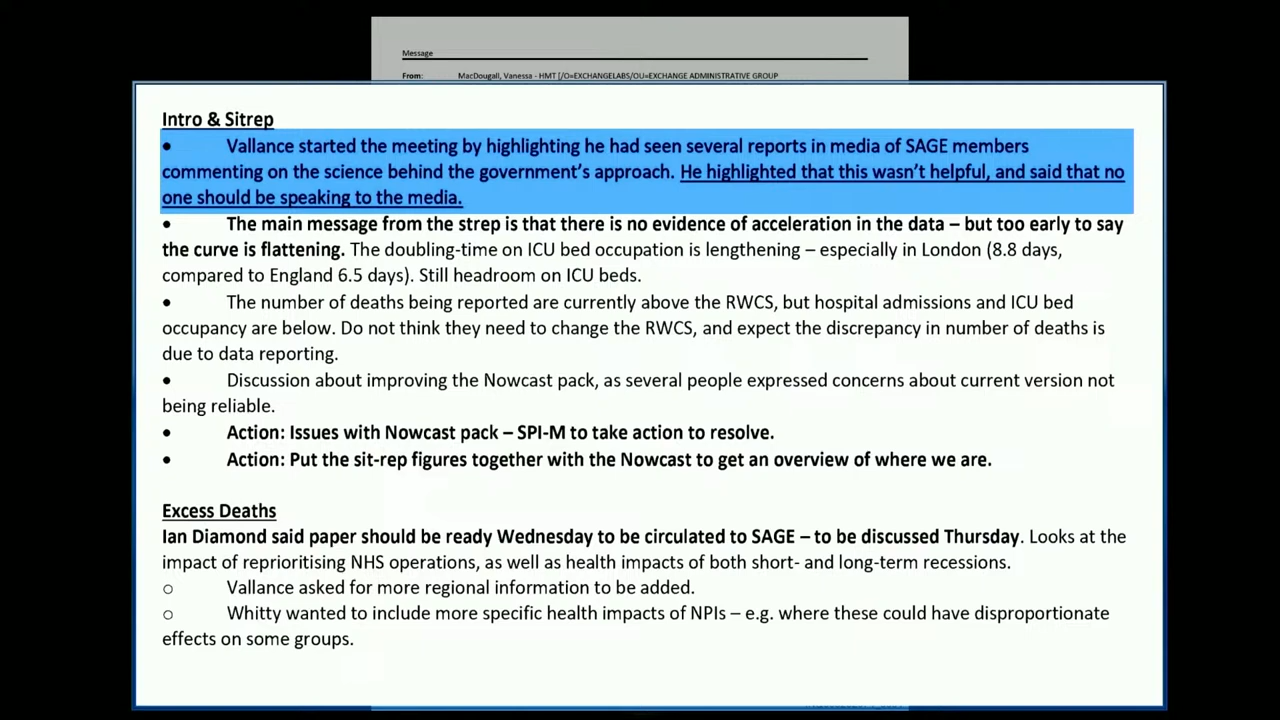 Message
From: MacDougall, Vanessa - HMT [/O=EXCHANGELABS/OU=EXCHANGE ADMINISTRATIVE GROUP
Intro & Sitrep
• Vallance started the meeting by highlighting he had seen several reports in media of SAGE members
commenting on the science behind the government's approach. He highlighted that this wasn't helpful, and said that no
one should be speaking to the media.
• The main message from the strep is that there is no evidence of acceleration in the data – but too early to say
the curve is flattening. The doubling-time on ICU bed occupation is lengthening – especially in London (8.8 days,
compared to England 6.5 days). Still headroom on ICU beds.
• The number of deaths being reported are currently above the RWCS, but hospital admissions and ICU bed
occupancy are below. Do not think they need to change the RWCS, and expect the discrepancy in number of deaths is
due to data reporting.
• Discussion about improving the Nowcast pack, as several people expressed concerns about current version not
being reliable.
• Action: Issues with Nowcast pack – SPI-M to take action to resolve.
• Action: Put the sit-rep figures together with the Nowcast to get an overview of where we are.
Excess Deaths
Ian Diamond said paper should be ready Wednesday to be circulated to SAGE – to be discussed Thursday. Looks at the
impact of reprioritising NHS operations, as well as health impacts of both short- and long-term recessions.
o Vallance asked for more regional information to be added.
o Whitty wanted to include more specific health impacts of NPIs – e.g. where these could have disproportionate
effects on some groups.